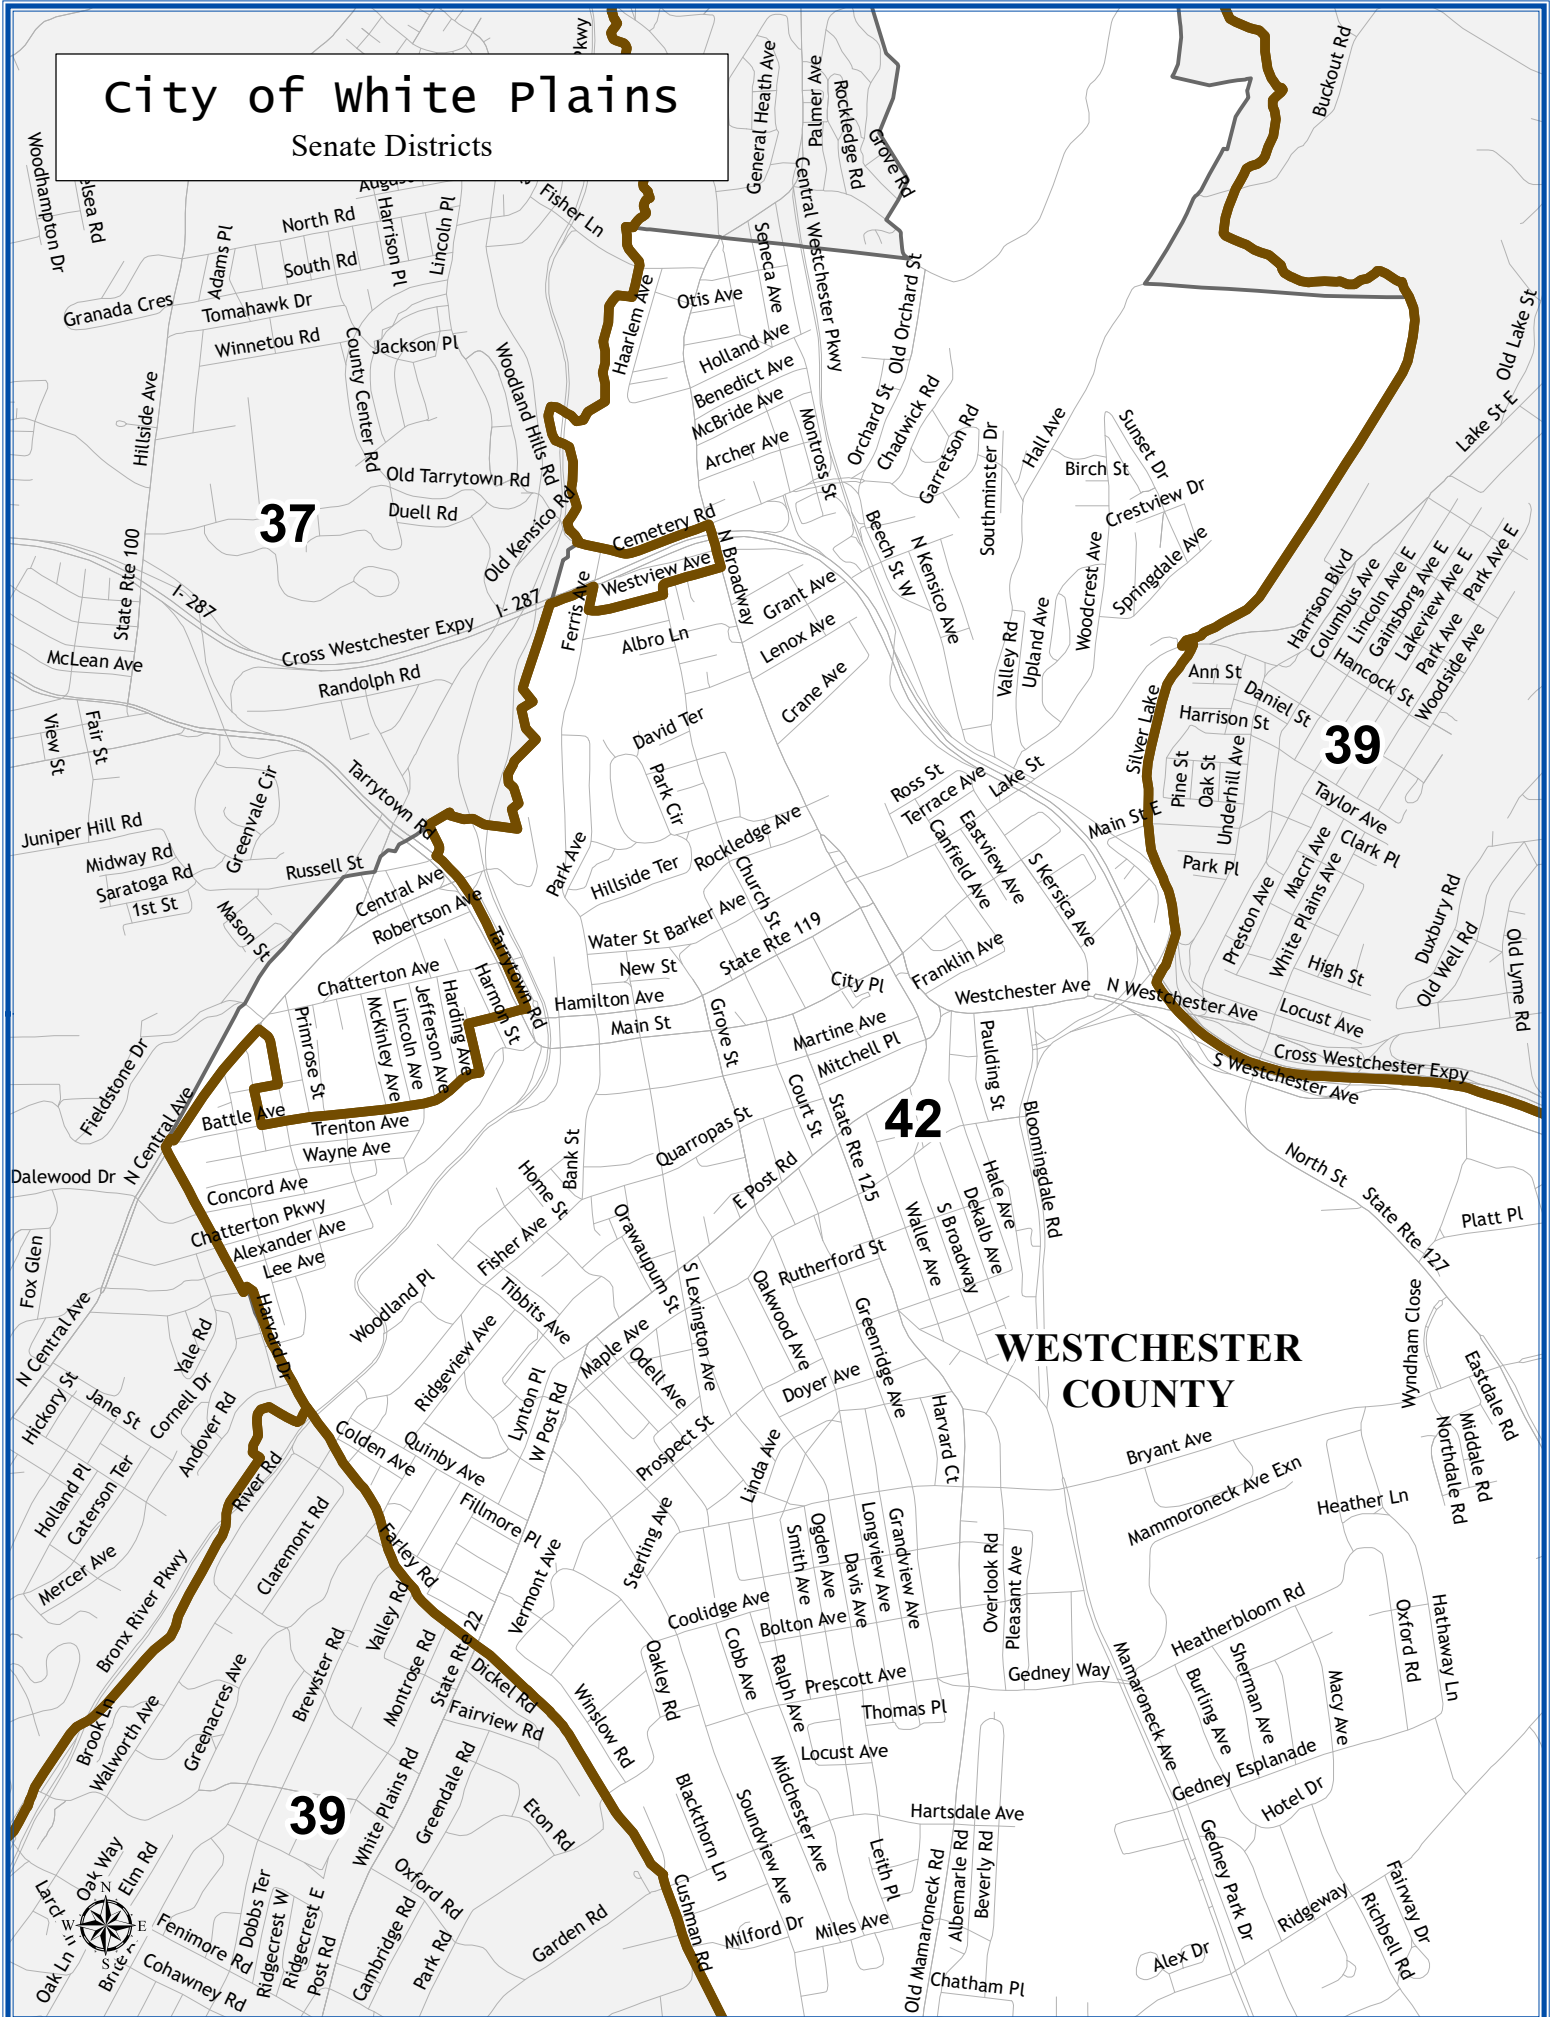 City of White Plains
Senate Districts
Pkwy
General Heath Ave
Palmer Ave
Rockledge Rd
Grove Rd
Buckout Rd
Woodhampton Dr
elsea Rd
Fisher Ln
North Rd
Harrison Pl
Lincoln Pl
Adams Pl
South Rd
Central Westchester Pkwy
Seneca Ave
Granada Cres
Tomahawk Dr
Winnetou Rd
Jackson Pl
County Center Rd
Haarlem Ave
Otis Ave
Old Orchard St
Old Lake St
Holland Ave
Benedict Ave
McBride Ave
Archer Ave
Montross St
Orchard St
Chadwick Rd
Garretson Rd
Southminster Dr
Hall Ave
Sunset Dr
Birch St
Crestview Dr
Springdale Ave
Lake St E
Hillside Ave
Woodland Hills Rd
Old Tarrytown Rd
Duell Rd
37
Old Kensico Rd
Cemetery Rd
N Broadway
Beech St W
N Kensico Ave
Woodcrest Ave
State Rte 100
I- 287
I- 287
Westview Ave
Ferris Ave
Grant Ave
Cross Westchester Expy
Albro Ln
Lenox Ave
Valley Rd
Upland Ave
Harrison Blvd
Columbus Ave
Lincoln Ave E
Gainsborg Ave E
Lakeview Ave E
Park Ave E
Park Ave
Woodside Ave
Hancock St
McLean Ave
Randolph Rd
Crane Ave
Ann St
Daniel St
Harrison St
Silver Lake
39
View St
Fair St
David Ter
Park Cir
Tarrytown Rd
Ross St
Terrace Ave
Lake St
Pine St
Oak St
Underhill Ave
Taylor Ave
Clark Pl
Juniper Hill Rd
Midway Rd
Saratoga Rd
1st St
Greenvale Cir
Russell St
Rockledge Ave
Canfield Ave
Eastview Ave
S Kersica Ave
Main St E
Park Pl
Macri Ave
Preston Ave
White Plains Ave
Park Ave
Hillside Ter
Church St
Central Ave
Robertson Ave
Mason St
Water St
Barker Ave
State Rte 119
Franklin Ave
High St
Duxbury Rd
Old Well Rd
Old Lyme Rd
Tarrytown Rd
New St
City Pl
Chatterton Ave
Harmon St
Hamilton Ave
Westchester Ave
N Westchester Ave
Locust Ave
Primrose St
McKinley Ave
Lincoln Ave
Jefferson Ave
Harding Ave
Main St
Grove St
Martine Ave
Mitchell Pl
Cross Westchester Expy
S Westchester Ave
Fieldstone Dr
Paulding St
Battle Ave
Court St
State Rte 125
42
Bloomingdale Rd
N Central Ave
Trenton Ave
Wayne Ave
Quarropas St
E Post Rd
North St
State Rte 127
Dalewood Dr
Concord Ave
Bank St
Home St
Hale Ave
Dekalb Ave
S Broadway
Waller Ave
Platt Pl
Chatterton Pkwy
Alexander Ave
Lee Ave
Fisher Ave
Orawaupum St
Rutherford St
Fox Glen
Woodland Pl
Tibbits Ave
S Lexington Ave
Oakwood Ave
Greenridge Ave
WESTCHESTER
COUNTY
Wyndham Close
Eastdale Rd
N Central Ave
Harvard Dr
Yale Rd
Ridgeview Ave
Maple Ave
Odell Ave
Doyer Ave
Hickory St
Jane St
Cornell Dr
Andover Rd
Lynton Pl
W Post Rd
Prospect St
Linda Ave
Harvard Ct
Bryant Ave
Middale Rd
Northdale Rd
Colden Ave
Quinby Ave
Fillmore Pl
Holland Pl
Caterson Ter
River Rd
Mammoroneck Ave Exn
Heather Ln
Claremont Rd
Farley Rd
Vermont Ave
Sterling Ave
Smith Ave
Ogden Ave
Davis Ave
Longview Ave
Grandview Ave
Overlook Rd
Pleasant Ave
Mercer Ave
Bronx River Pkwy
Valley Rd
Coolidge Ave
Bolton Ave
Heatherbloom Rd
Oxford Rd
Hathaway Ln
Brewster Rd
Montrose Rd
State Rte 22
Oakley Rd
Cobb Ave
Ralph Ave
Prescott Ave
Gedney Way
Mamaroneck Ave
Burling Ave
Sherman Ave
Macy Ave
Greenacres Ave
Dickel Rd
Fairview Rd
Winslow Rd
Thomas Pl
Brook Ln
Walworth Ave
Locust Ave
Gedney Esplanade
Hotel Dr
39
White Plains Rd
Greendale Rd
Eton Rd
Blackthorn Ln
Soundview Ave
Midchester Ave
Leith Pl
Hartsdale Ave
Gedney Park Dr
Oak Way
Elm Rd
Oxford Rd
Cushman Rd
Old Mamaroneck Rd
Albemarle Rd
Beverly Rd
Ridgeway
Richbell Rd
Fairway Dr
N
W
E
S
Fenimore Rd
Dobbs Ter
Ridgecrest W
Ridgecrest E
Post Rd
Cambridge Rd
Park Rd
Garden Rd
Milford Dr
Miles Ave
Alex Dr
Oak Ln
Cohawney Rd
Chatham Pl